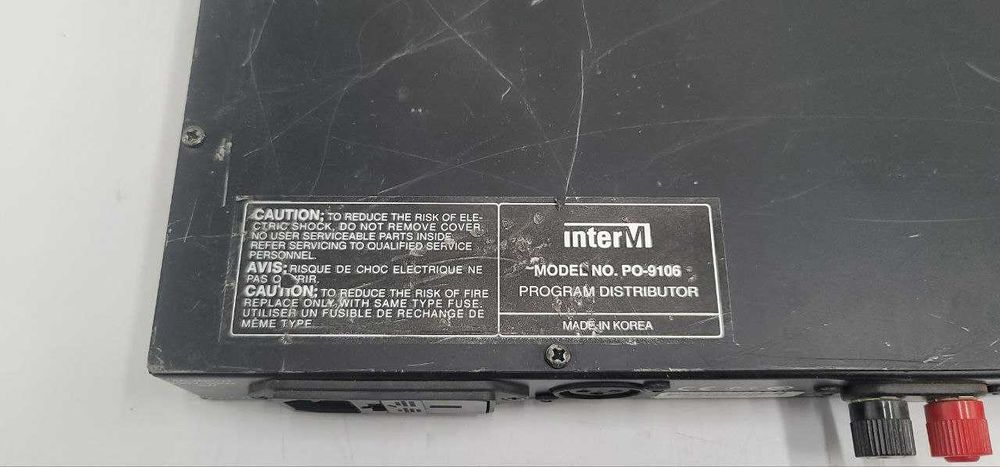 CAUTION: TO REDUCE THE RISK OF ELE-
CTRIC SHOCK, DO NOT REMOVE COVER.
NO USER SERVICEABLE PARTS INSIDE,
REFER SERVICING TO QUALIFIED SERVICE
PERSONNEL.
AVIS: RISQUE DE CHOC ELECTRIQUE NE
PAS
CAUTION: TO REDUCE THE RISK OF FIRE
REPLACE ONLY WITH SAME TYPE FUSE.
UTILISER UN FUSIBLE DE RECHANGE DE
MÊME TYPE
interM
MODEL NO. PO-9106
PROGRAM DISTRIBUTOR
MADE IN KOREA